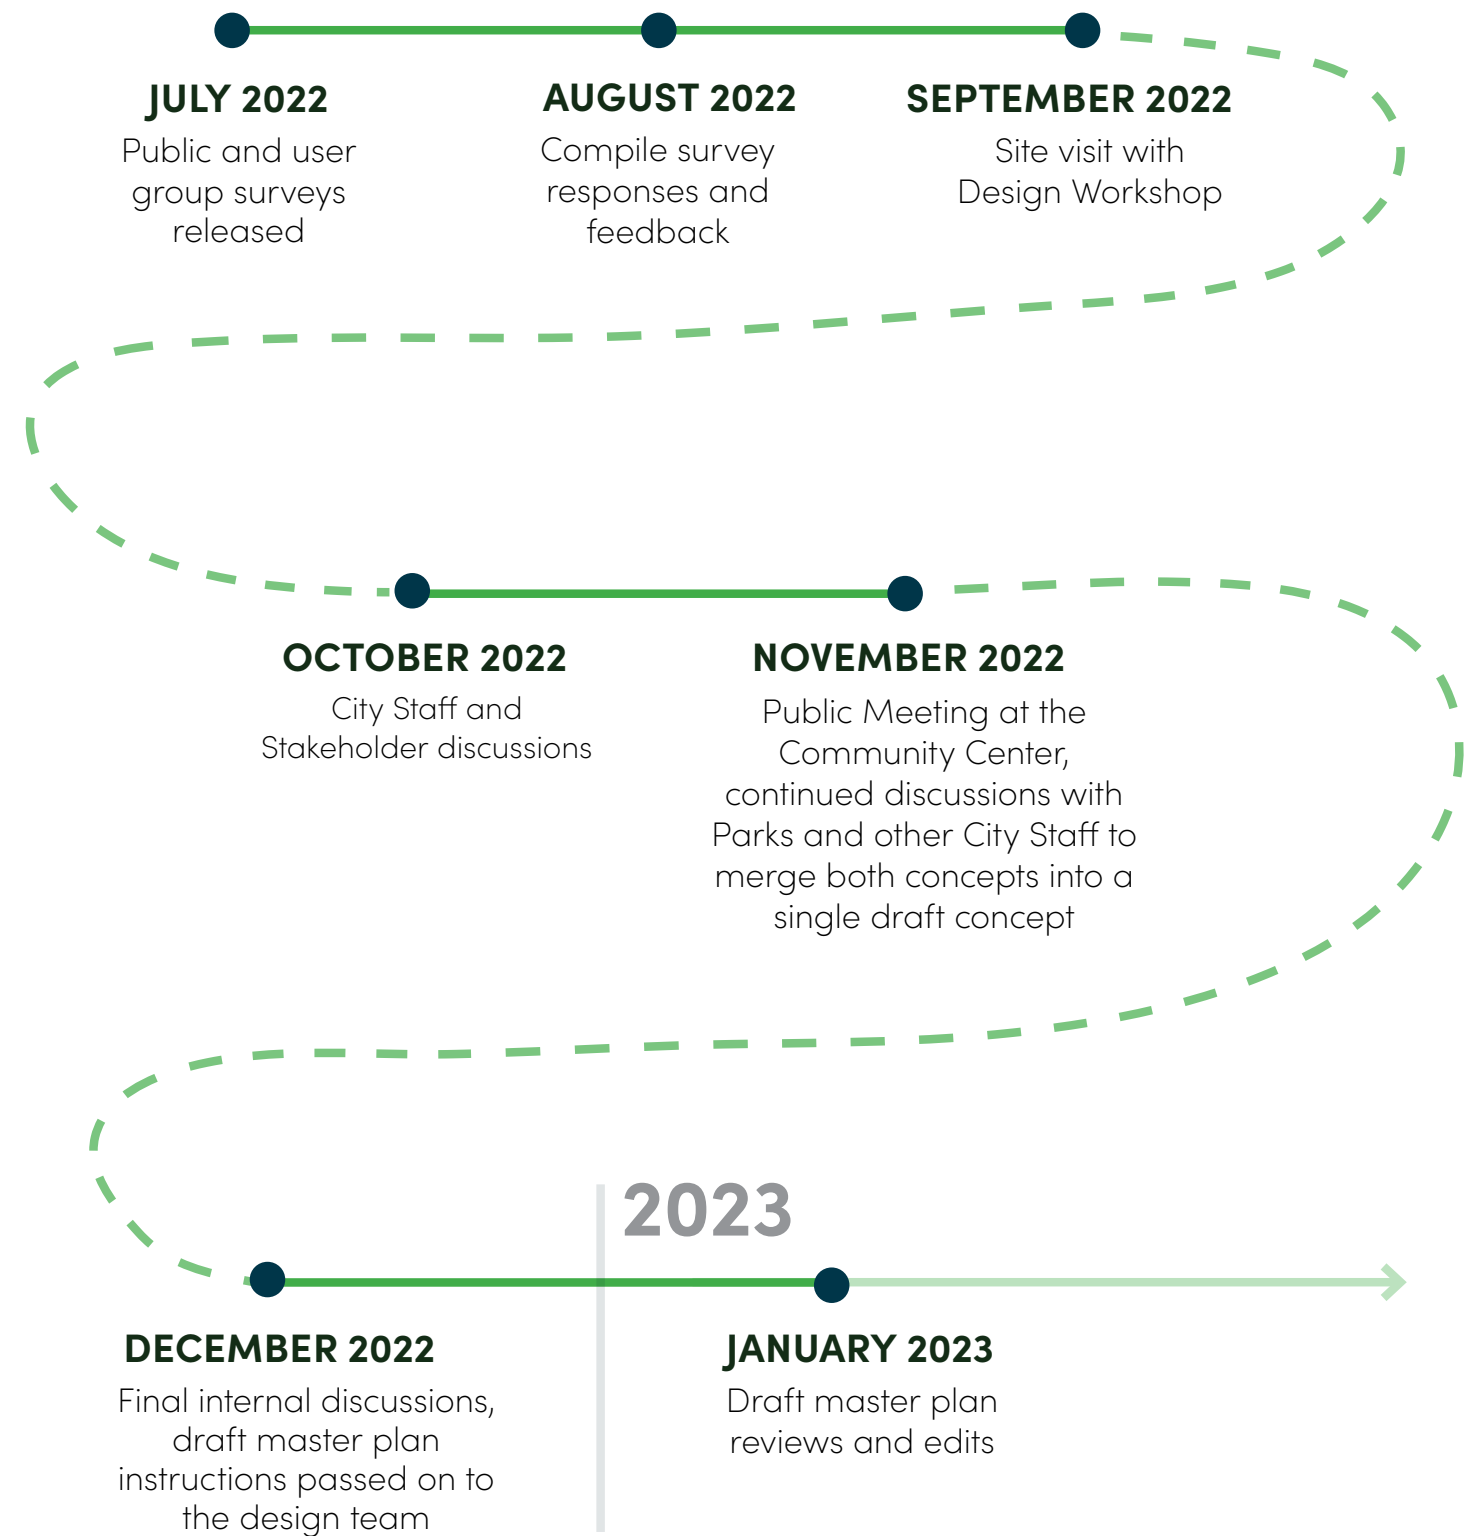 JULY 2022
Public and user
group surveys
released
AUGUST 2022
Compile survey
responses and
feedback
SEPTEMBER 2022
Site visit with
Design Workshop
OCTOBER 2022
City Staff and
Stakeholder discussions
NOVEMBER 2022
Public Meeting at the
Community Center,
continued discussions with
Parks and other City Staff to
merge both concepts into a
single draft concept
2023
DECEMBER 2022
Final internal discussions,
draft master plan
instructions passed on to
the design team
JANUARY 2023
Draft master plan
reviews and edits